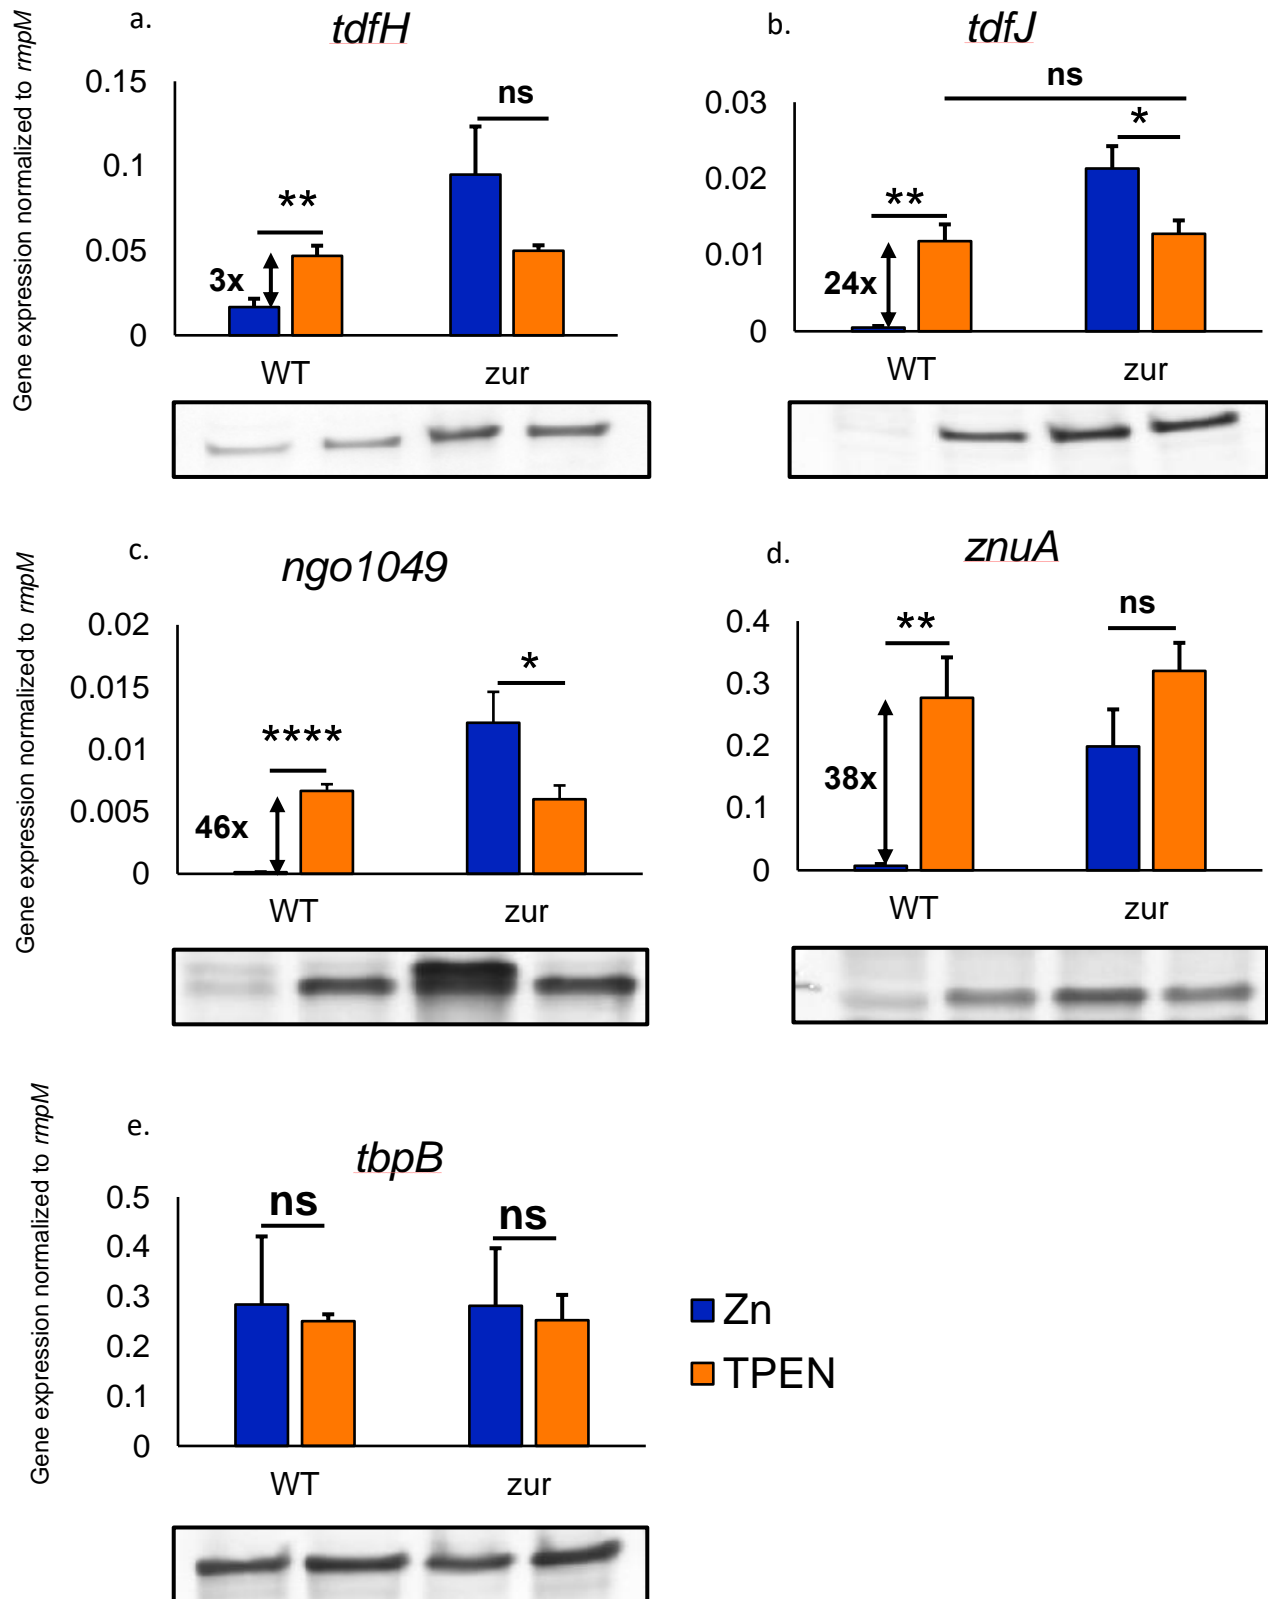 a.
tdfH
Gene expression normalized to rmpM
0.15
0.1
0.05
0
**
3x
ns
WT
zur
b.
tdfJ
ns
0.03
0.02
0.01
0
**
24x
*
WT
zur
c.
ngo1049
Gene expression normalized to rmpM
0.02
0.015
0.01
0.005
0
****
46x
*
WT
zur
d.
znuA
0.4
0.3
0.2
0.1
0
**
38x
ns
WT
zur
e.
tbpB
Gene expression normalized to rmpM
0.5
0.4
0.3
0.2
0.1
0
ns
ns
WT
zur
Zn
TPEN